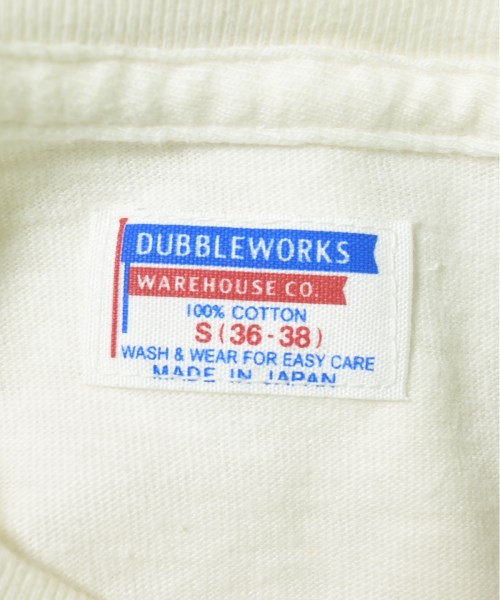 DUBBLEWORKS
WAREHOUSE CO.
100% COTTON
S (36-38)
WASH & WEAR FOR EASY CARE
MADE IN JAPAN